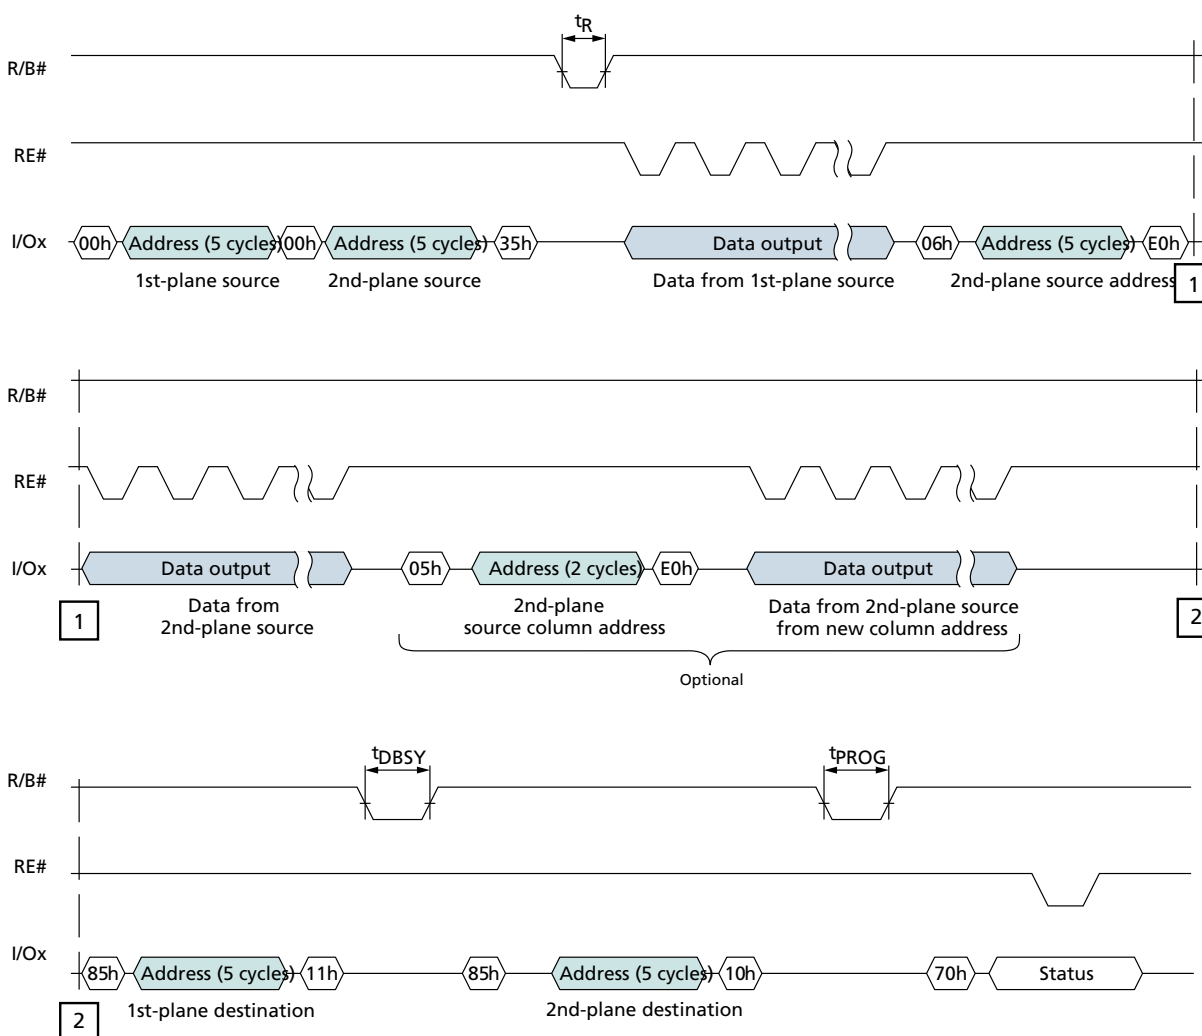 tR
R/B#
RE#
I/Ox 00h Address (5 cycles) 00h Address (5 cycles) 35h Data output 06h Address (5 cycles) E0h
1st-plane source 2nd-plane source Data from 1st-plane source 2nd-plane source address
1
R/B#
RE#
I/Ox Data output 05h Address (2 cycles) E0h Data output
1
Data from
2nd-plane source
2nd-plane
source column address
Data from 2nd-plane source
from new column address
2
Optional
tDBSY tPROG
R/B#
RE#
I/Ox 85h Address (5 cycles) 11h 85h Address (5 cycles) 10h 70h Status
2 1st-plane destination 2nd-plane destination